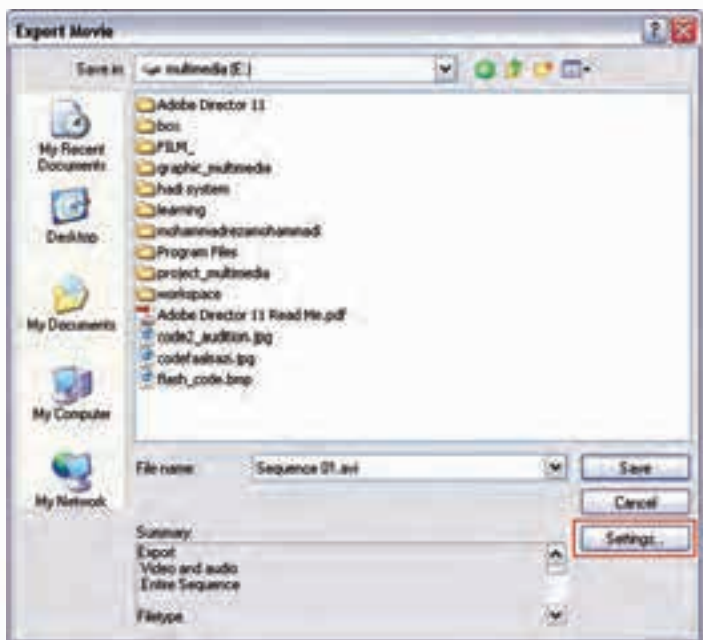 Export Movie
Save in: multimedia (E:)
My Recent Documents
Desktop
My Documents
My Computer
My Network
Adobe Director 11
box
FILM_
graphic_multimedia
hadi system
learning
mohammadrezamohammadi
Program Files
project_multimedia
workspace
Adobe Director 11 Read Me.pdf
code2_audition.jpg
codefaalsazi.jpg
flash_code.bmp
File name: Sequence 01.avi
Save
Cancel
Settings...
Summary
Export
Video and audio
Entire Sequence
Filetype